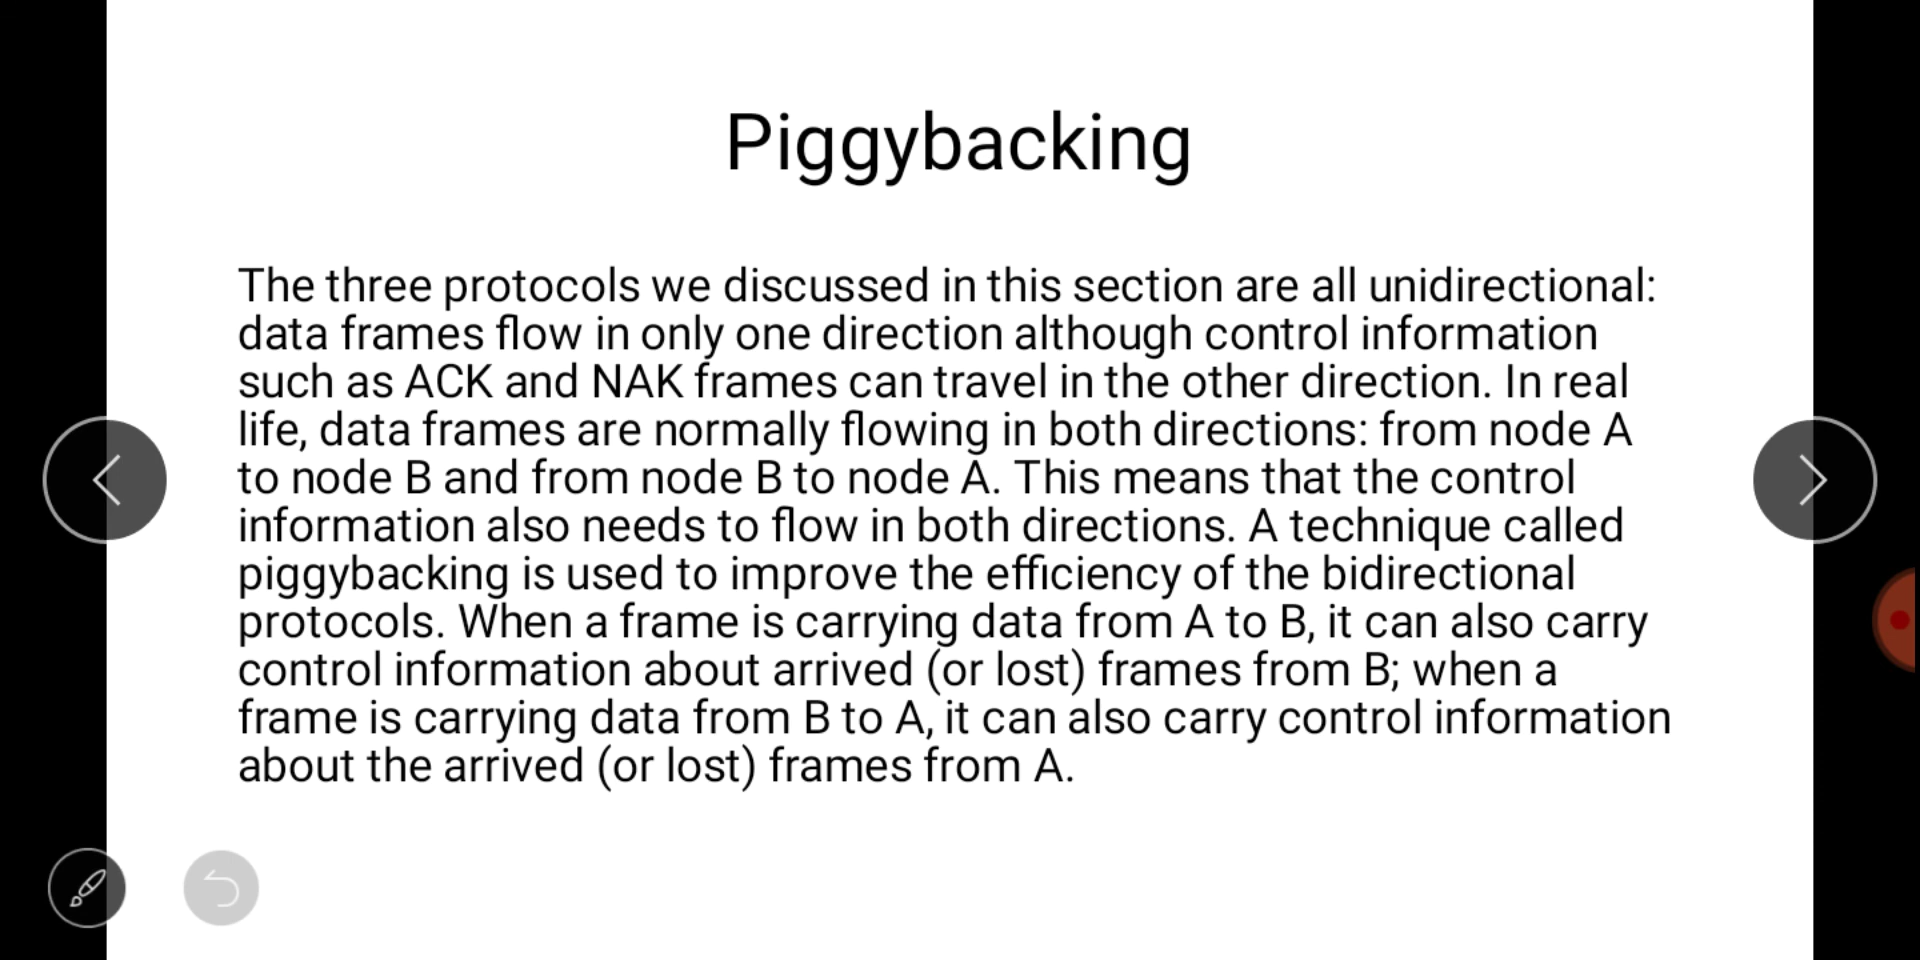 Piggybacking
The three protocols we discussed in this section are all unidirectional:
data frames flow in only one direction although control information
such as ACK and NAK frames can travel in the other direction. In real
life, data frames are normally flowing in both directions: from node A
to node B and from node B to node A. This means that the control
information also needs to flow in both directions. A technique called
piggybacking is used to improve the efficiency of the bidirectional
protocols. When a frame is carrying data from A to B, it can also carry
control information about arrived (or lost) frames from B; when a
frame is carrying data from B to A, it can also carry control information
about the arrived (or lost) frames from A.